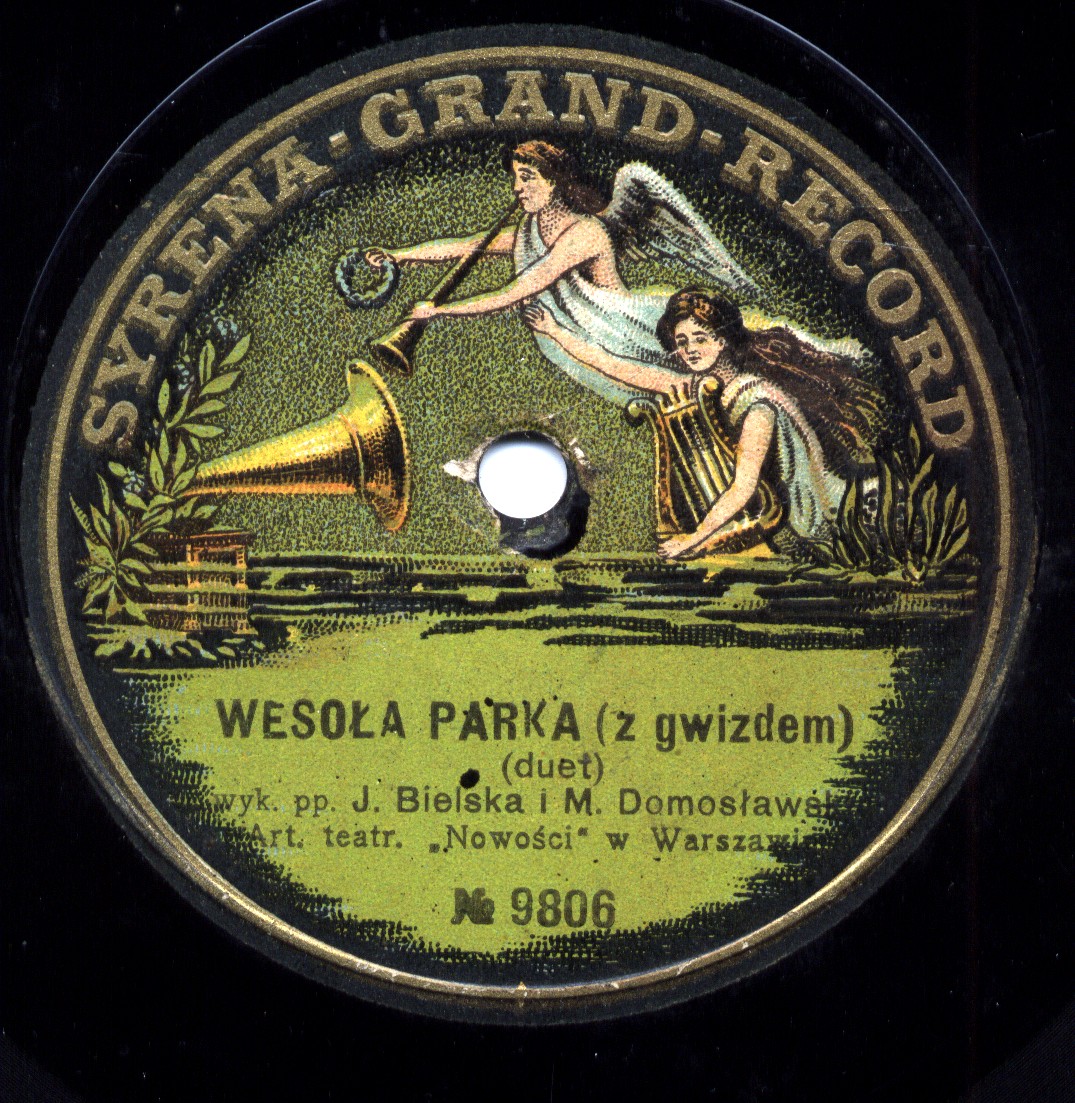 SYRENA-GRAND-RECORD
WESOŁA PARKA (z gwizdem)
(duet)
wyk. pp. J. Bielska i M. Domosławski
Art. teatr. „Nowości“ w Warszawie
№ 9806